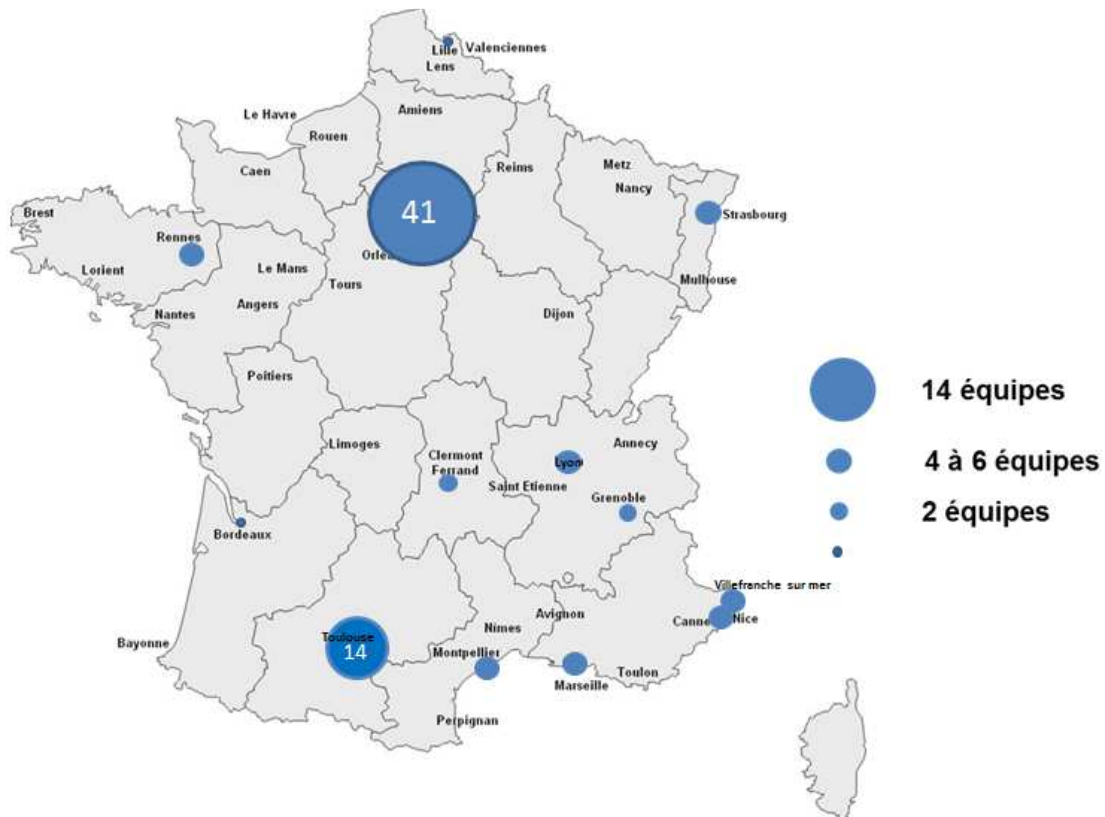 Lille
Valenciennes
Lens
Amiens
Le Havre
Rouen
Reims
Metz
Caen
Nancy
41
Brest
Strasbourg
Rennes
Lorient
Le Mans
Orle
Tours
Mulhouse
Angers
Nantes
Dijon
Poitiers
14 équipes
Limoges
Annecy
Clermont
Ferrand
Lyon
4 à 6 équipes
Saint Etienne
Grenoble
2 équipes
Bordeaux
Villefranche sur mer
Avignon
Canne
Nice
Nimes
Bayonne
Toulouse
14
Montpellier
Toulon
Marseille
Perpignan